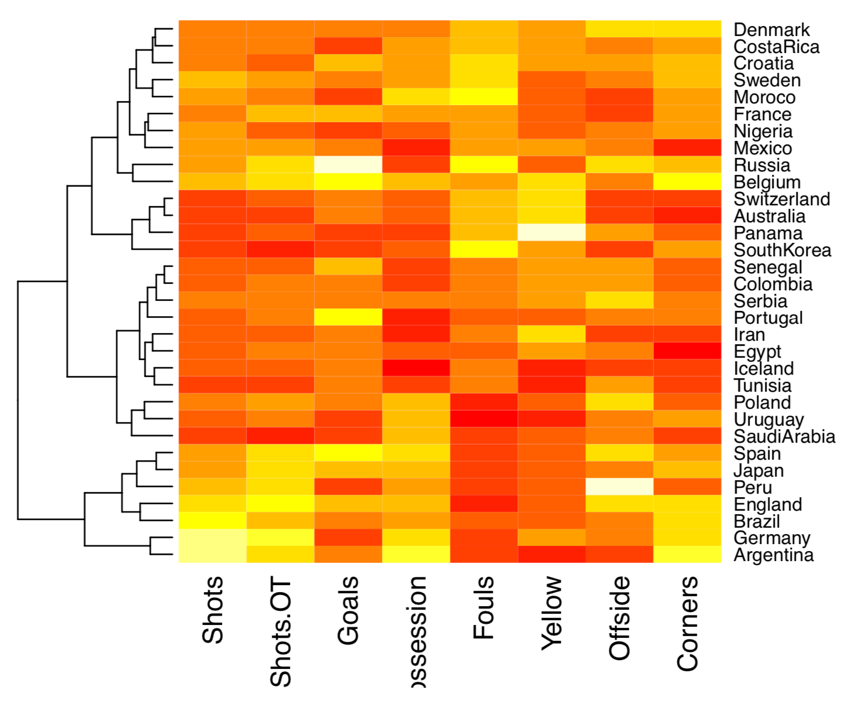 Denmark
CostaRica
Croatia
Sweden
Moroco
France
Nigeria
Mexico
Russia
Belgium
Switzerland
Australia
Panama
SouthKorea
Senegal
Colombia
Serbia
Portugal
Iran
Egypt
Iceland
Tunisia
Poland
Uruguay
SaudiArabia
Spain
Japan
Peru
England
Brazil
Germany
Argentina
Shots
Shots.OT
Goals
ossession
Fouls
Yellow
Offside
Corners